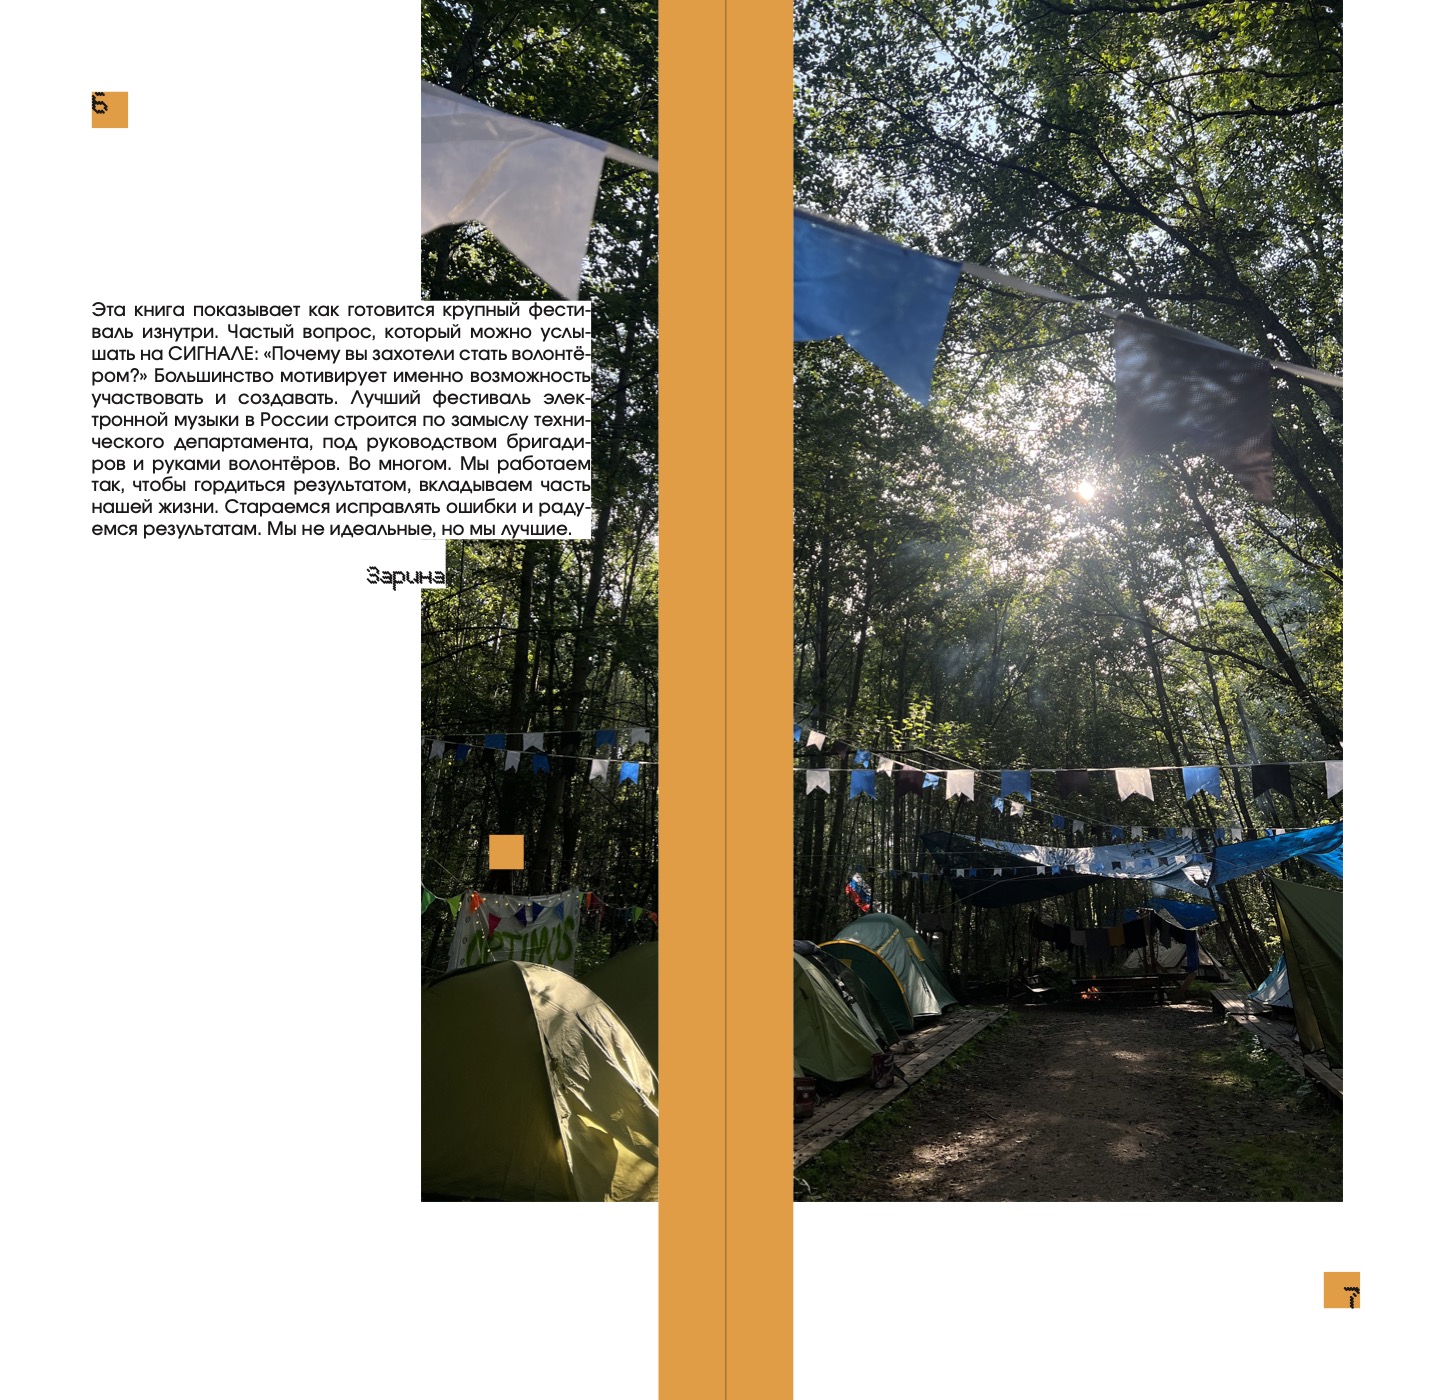 6
Эта книга показывает как готовится крупный фести-
валь изнутри. Частый вопрос, который можно услы-
шать на СИГНАЛЕ: «Почему вы захотели стать волонтё-
ром?» Большинство мотивирует именно возможность
участвовать и создавать. Лучший фестиваль элек-
тронной музыки в России строится по замыслу техни-
ческого департамента, под руководством бригади-
ров и руками волонтёров. Во многом. Мы работаем
так, чтобы гордиться результатом, вкладываем часть
нашей жизни. Стараемся исправлять ошибки и раду-
емся результатам. Мы не идеальные, но мы лучшие.
Зарина
OPTIMUS
7